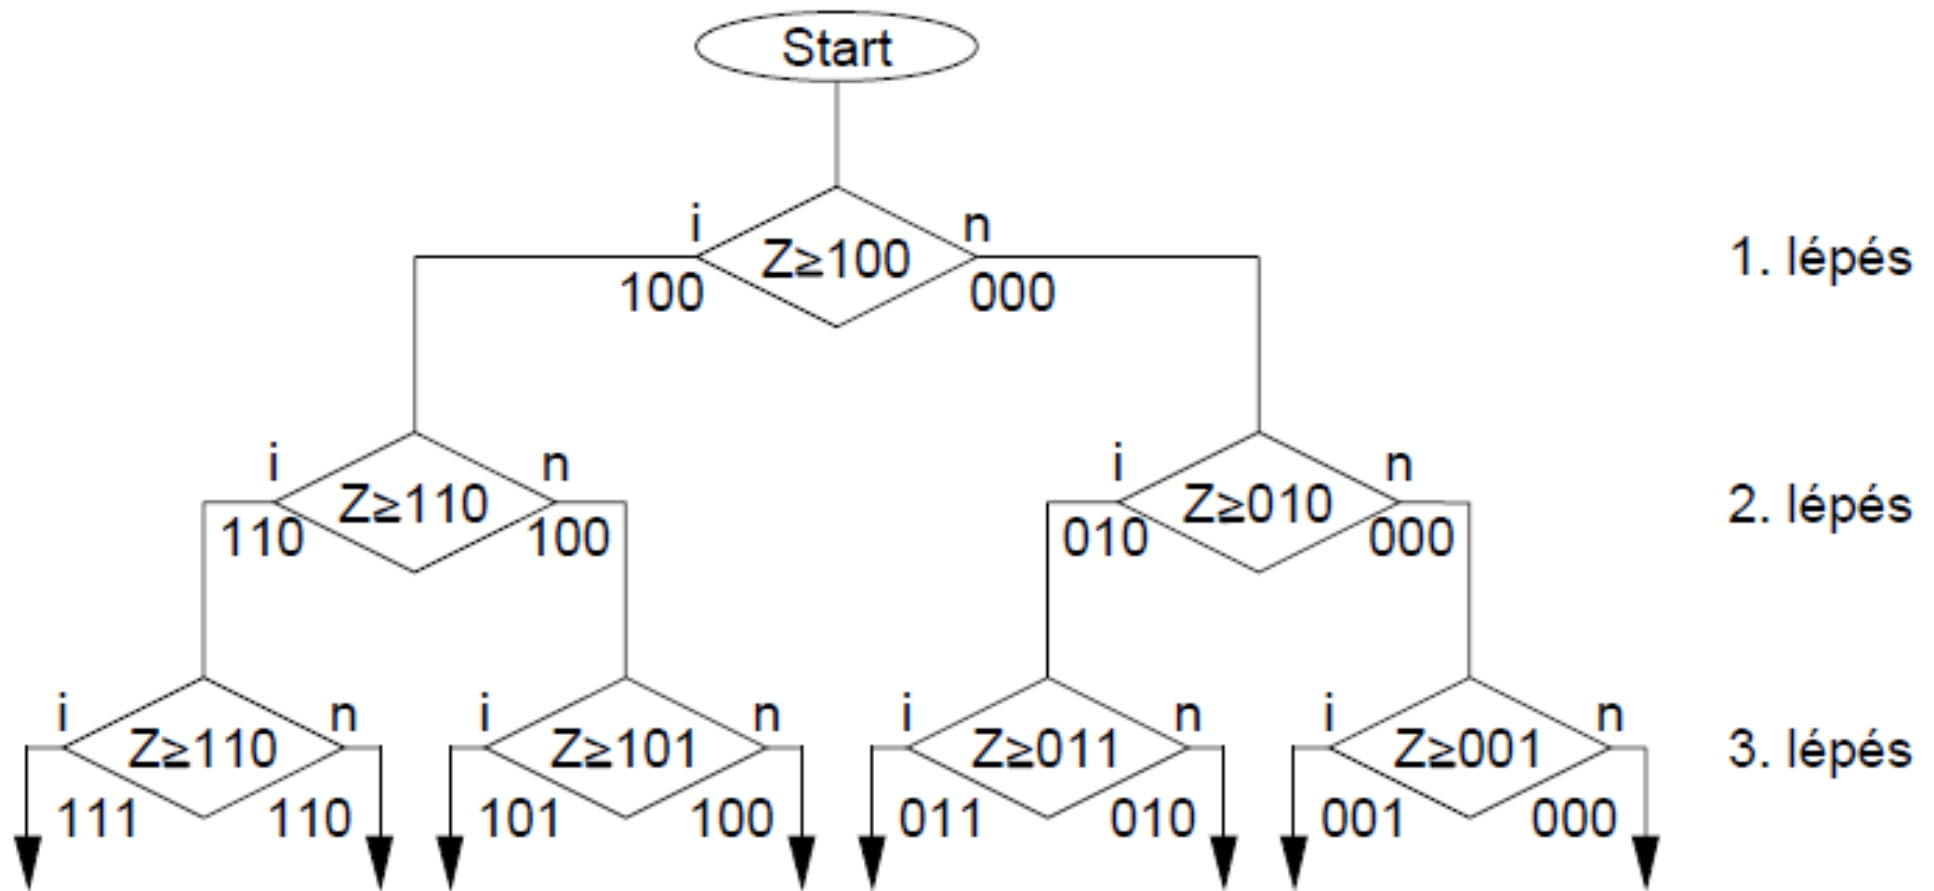 Start
i n
Z≥100 1. lépés
100 000
i n i n
Z≥110 Z≥010 2. lépés
110 100 010 000
i n i n i n i n
Z≥110 Z≥101 Z≥011 Z≥001 3. lépés
111 110 101 100 011 010 001 000